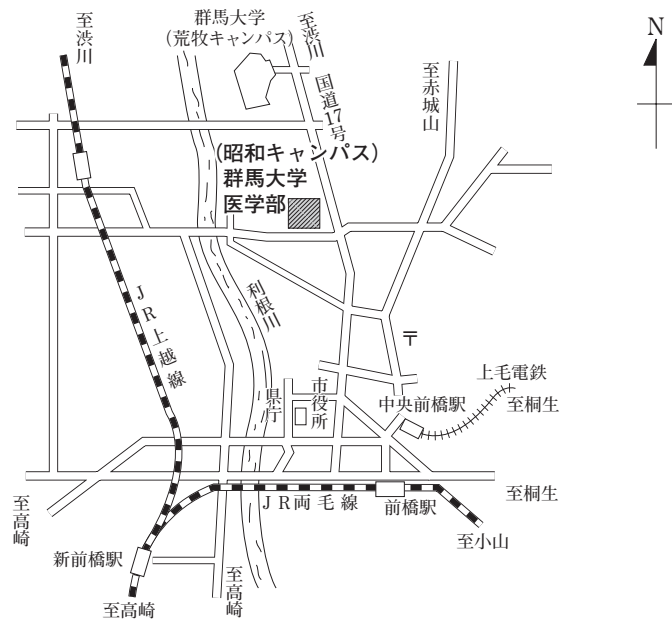 至渋川
群馬大学
(荒牧キャンパス)
至渋川
国道17号
至赤城山
N
(昭和キャンパス)
群馬大学
医学部
JR上越線
利根川
〒
上毛電鉄
至桐生
中央前橋駅
市役所
県庁
至高崎
JR両毛線
前橋駅
至桐生
至小山
新前橋駅
至高崎
至高崎